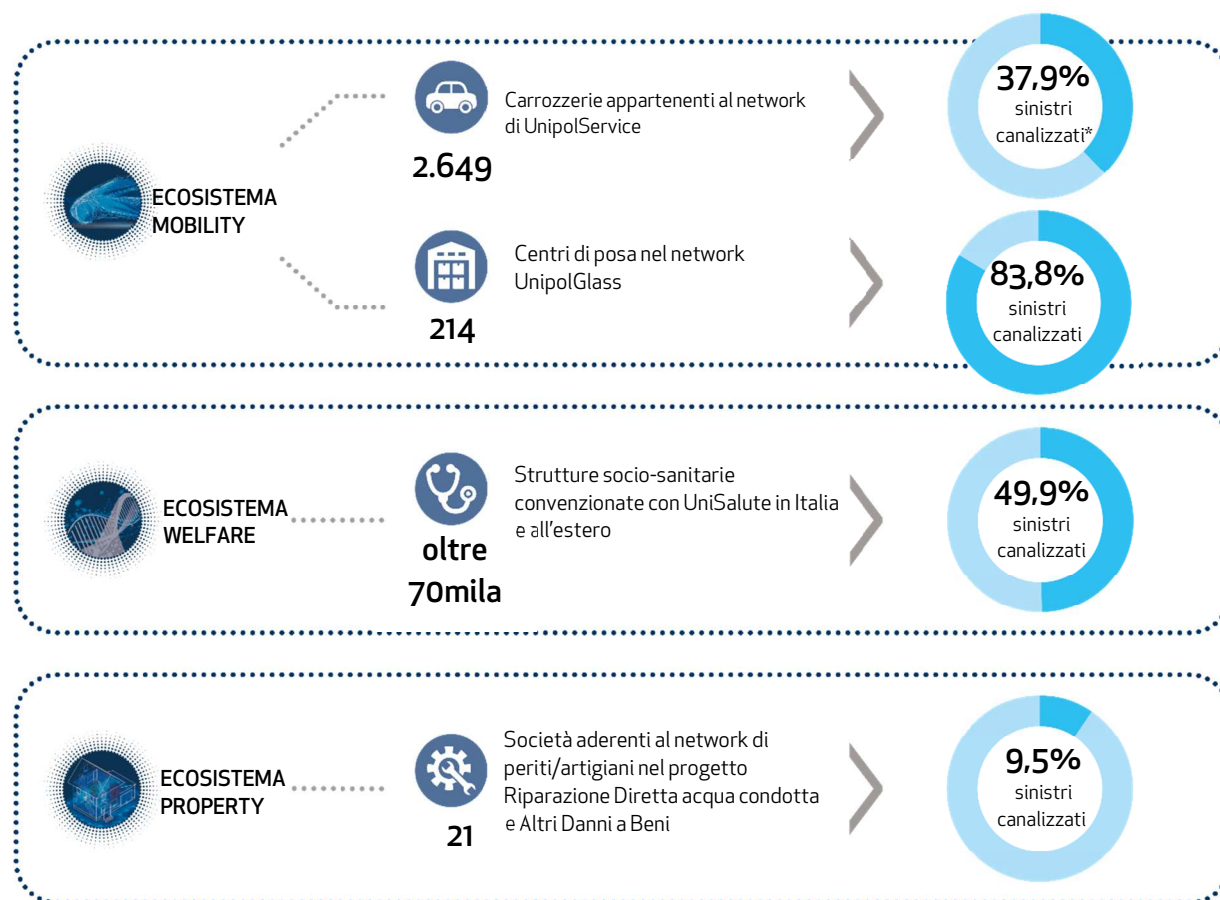 ECOSISTEMA
MOBILITY
2.649
Carrozzerie appartenenti al network
di UnipolService
37,9%
sinistri
canalizzati*
214
Centri di posa nel network
UnipolGlass
83,8%
sinistri
canalizzati
ECOSISTEMA
WELFARE
oltre
70mila
Strutture socio-sanitarie
convenzionate con UniSalute in Italia
e all'estero
49,9%
sinistri
canalizzati
ECOSISTEMA
PROPERTY
21
Società aderenti al network di
periti/artigiani nel progetto
Riparazione Diretta acqua condotta
e Altri Danni a Beni
9,5%
sinistri
canalizzati